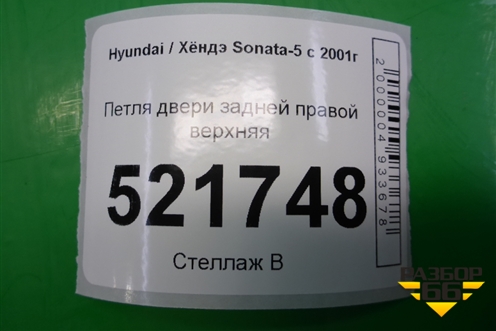 Hyundai / Хёндэ Sonata-5 с 2001г
Петля двери задней правой
верхняя
521748
Стеллаж В
2000004933678
РАЗБОР
66